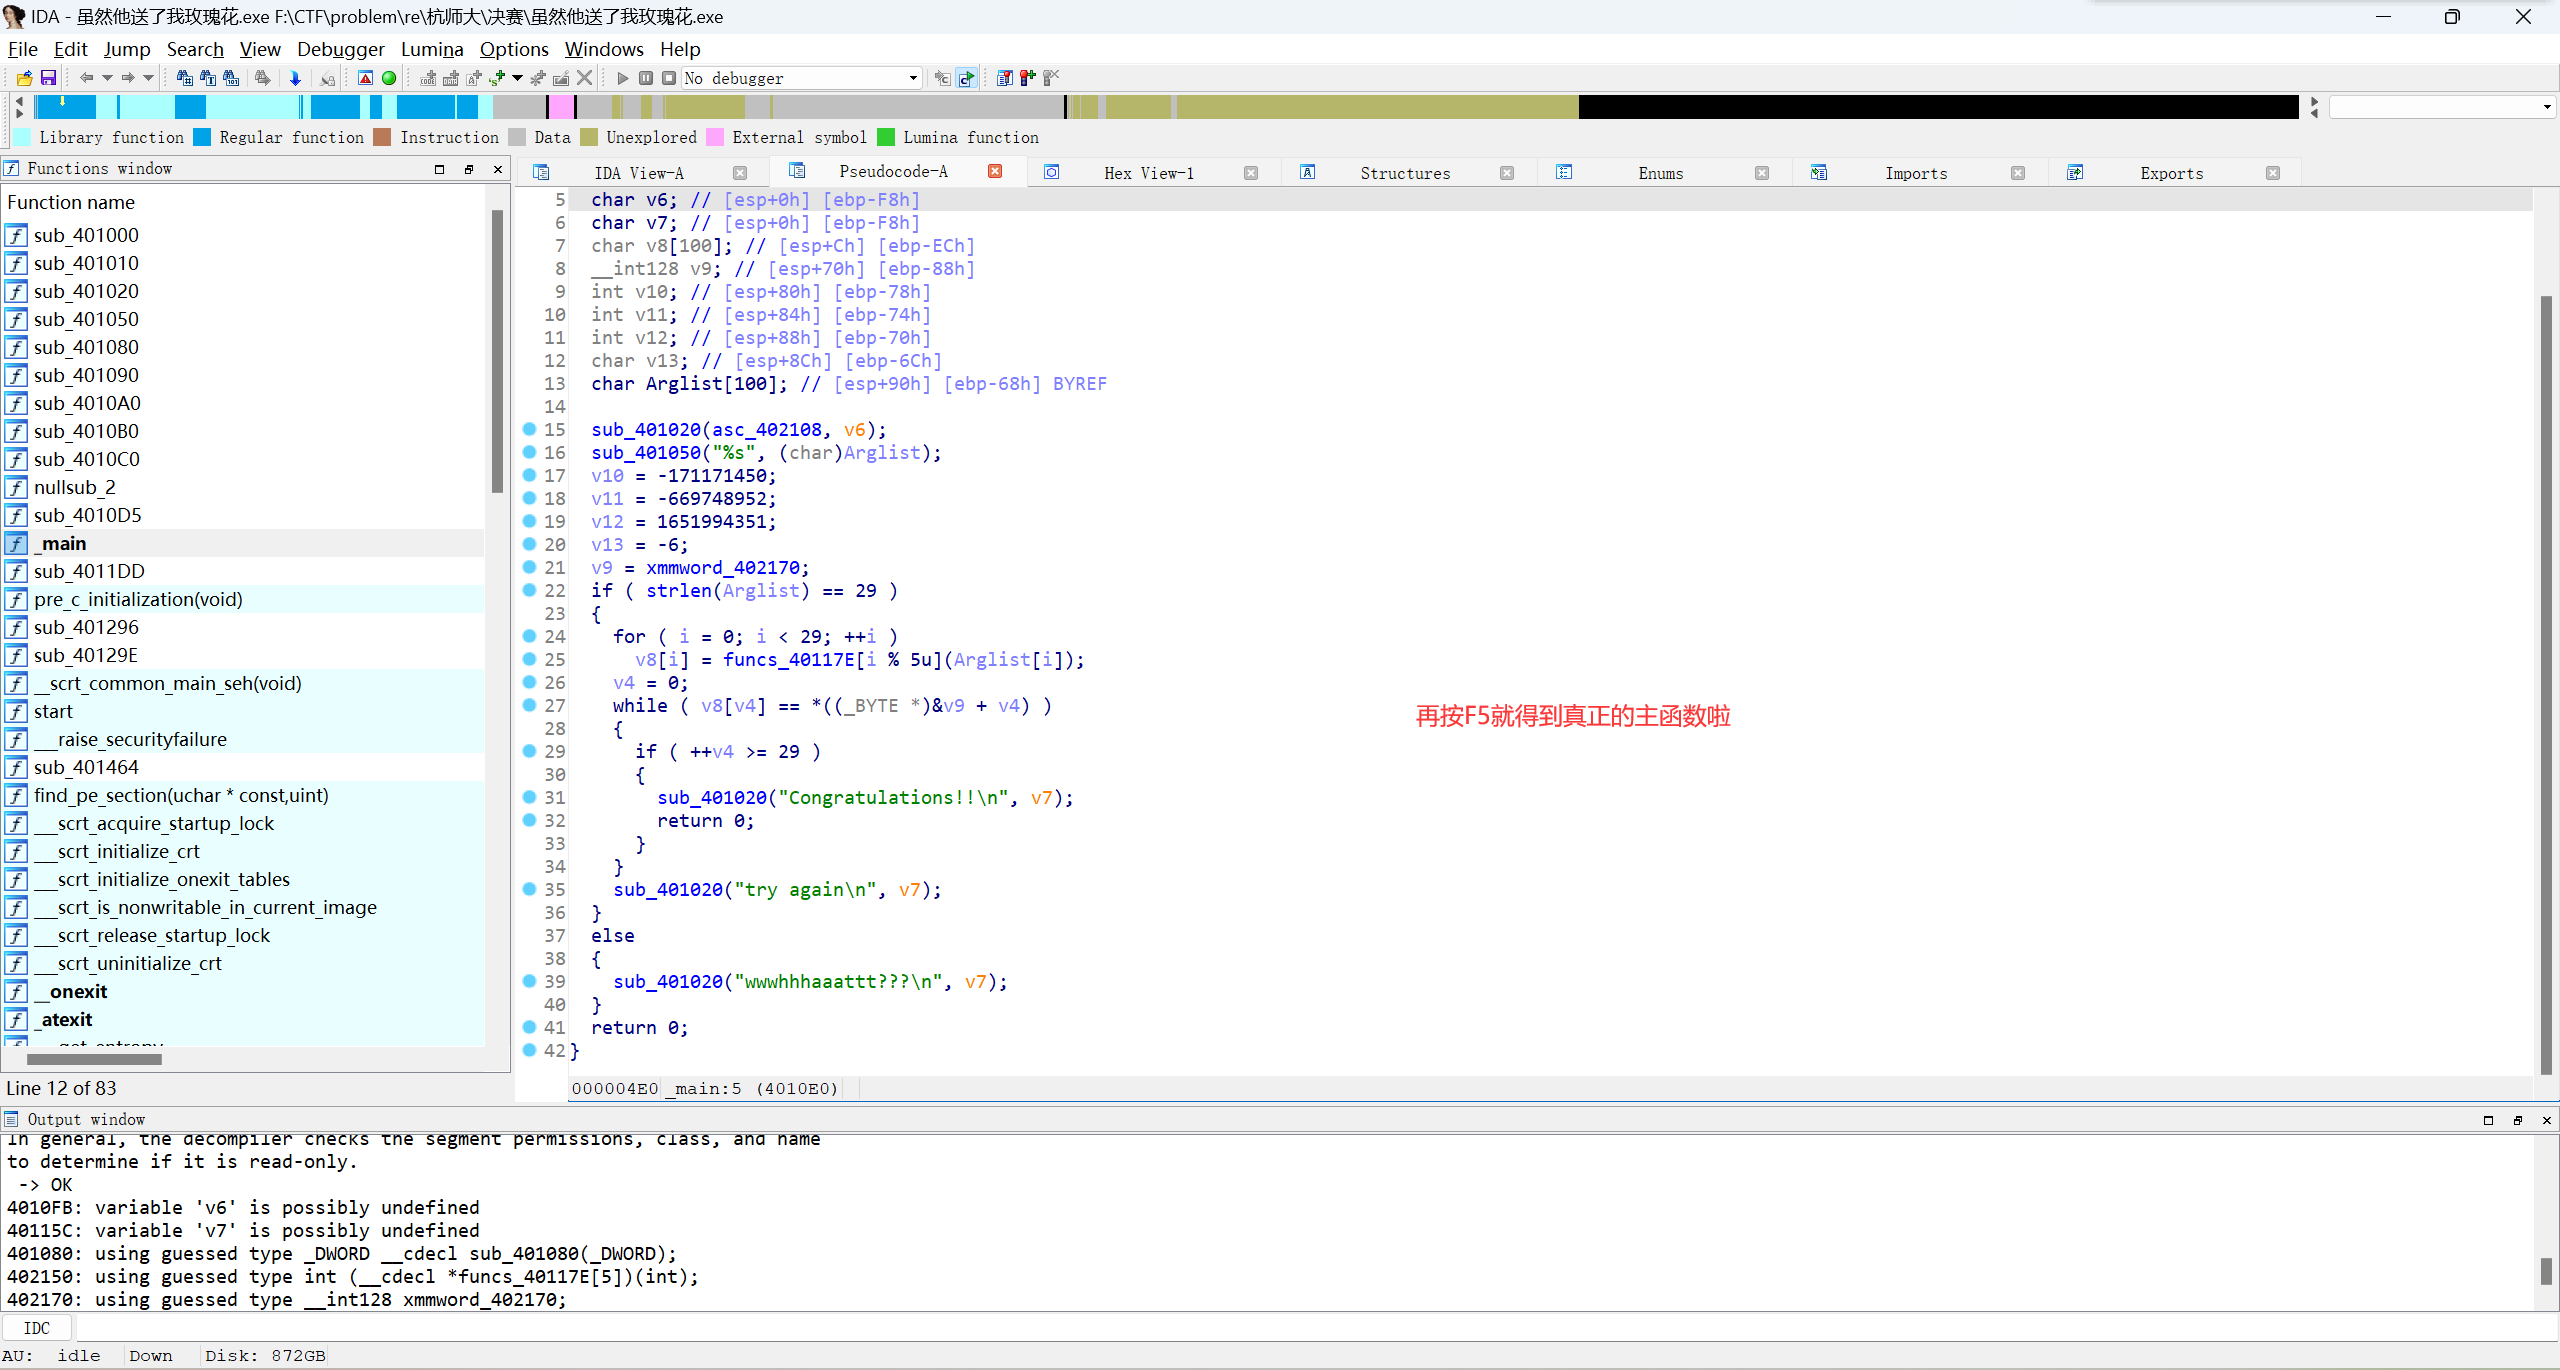 IDA - 虽然他送了我玫瑰花.exe F:\CTF\problem\re\杭师大\决赛\虽然他送了我玫瑰花.exe
File Edit Jump Search View Debugger Lumina Options Windows Help
No debugger
Library function Regular function Instruction Data Unexplored External symbol Lumina function
Functions window
Function name
sub_401000
sub_401010
sub_401020
sub_401050
sub_401080
sub_401090
sub_4010A0
sub_4010B0
sub_4010C0
nullsub_2
sub_4010D5
_main
sub_4011DD
pre_c_initialization(void)
sub_401296
sub_40129E
__scrt_common_main_seh(void)
start
___raise_securityfailure
sub_401464
find_pe_section(uchar * const,uint)
___scrt_acquire_startup_lock
___scrt_initialize_crt
___scrt_initialize_onexit_tables
___scrt_is_nonwritable_in_current_image
___scrt_release_startup_lock
___scrt_uninitialize_crt
__onexit
_atexit
Line 12 of 83
IDA View-A Pseudocode-A Hex View-1 Structures Enums Imports Exports
5 char v6; // [esp+0h] [ebp-F8h]
6 char v7; // [esp+0h] [ebp-F8h]
7 char v8[100]; // [esp+Ch] [ebp-ECh]
8 __int128 v9; // [esp+70h] [ebp-88h]
9 int v10; // [esp+80h] [ebp-78h]
10 int v11; // [esp+84h] [ebp-74h]
11 int v12; // [esp+88h] [ebp-70h]
12 char v13; // [esp+8Ch] [ebp-6Ch]
13 char Arglist[100]; // [esp+90h] [ebp-68h] BYREF
14
15 sub_401020(asc_402108, v6);
16 sub_401050("%s", (char)Arglist);
17 v10 = -171171450;
18 v11 = -669748952;
19 v12 = 1651994351;
20 v13 = -6;
21 v9 = xmmword_402170;
22 if ( strlen(Arglist) == 29 )
23 {
24 for ( i = 0; i < 29; ++i )
25 v8[i] = funcs_40117E[i % 5u](Arglist[i]);
26 v4 = 0;
27 while ( v8[v4] == *((_BYTE *)&v9 + v4) )
28 {
29 if ( ++v4 >= 29 )
30 {
31 sub_401020("Congratulations!!\n", v7);
32 return 0;
33 }
34 }
35 sub_401020("try again\n", v7);
36 }
37 else
38 {
39 sub_401020("wwwhhhaaattt???\n", v7);
40 }
41 return 0;
42 }
再按F5就得到真正的主函数啦
000004E0 _main:5 (4010E0)
Output window
In general, the decompiler checks the segment permissions, class, and name
to determine if it is read-only.
-> OK
4010FB: variable 'v6' is possibly undefined
40115C: variable 'v7' is possibly undefined
401080: using guessed type _DWORD __cdecl sub_401080(_DWORD);
402150: using guessed type int (__cdecl *funcs_40117E[5])(int);
402170: using guessed type __int128 xmmword_402170;
IDC
AU: idle Down Disk: 872GB